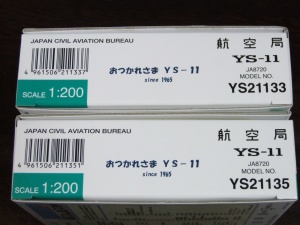 JAPAN CIVIL AVIATION BUREAU
4 961506 211337
SCALE 1:200
おつかれさま YS-11
since 1965
航空局
YS-11
JA8720
MODEL NO.
YS21133
JAPAN CIVIL AVIATION BUREAU
4 961506 211351
SCALE 1:200
おつかれさま YS-11
since 1965
航空局
YS-11
JA8720
MODEL NO.
YS21135